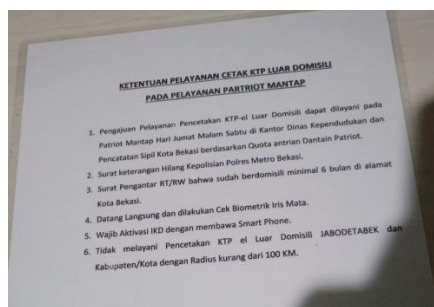 KETENTUAN PELAYANAN CETAK KTP LUAR DOMISILI
PADA PELAYANAN PARTRIOT MANTAP
1. Pengajuan Pelayanan Pencetakan KTP-el Luar Domisili dapat dilayani pada
Patriot Mantap Hari Jumat Malam Sabtu di Kantor Dinas Kependudukan dan
Pencatatan Sipil Kota Bekasi berdasarkan Quota antrian Dantain Patriot.
2. Surat keterangan Hilang Kepolisian Polres Metro Bekasi.
3. Surat Pengantar RT/RW bahwa sudah berdomisili minimal 6 bulan di alamat
Kota Bekasi.
4. Datang Langsung dan dilakukan Cek Biometrik Iris Mata.
5. Wajib Aktivasi IKD dengan membawa Smart Phone.
6. Tidak melayani Pencetakan KTP el Luar Domisili JABODETABEK dan
Kabupaten/Kota dengan Radius kurang dari 100 KM.